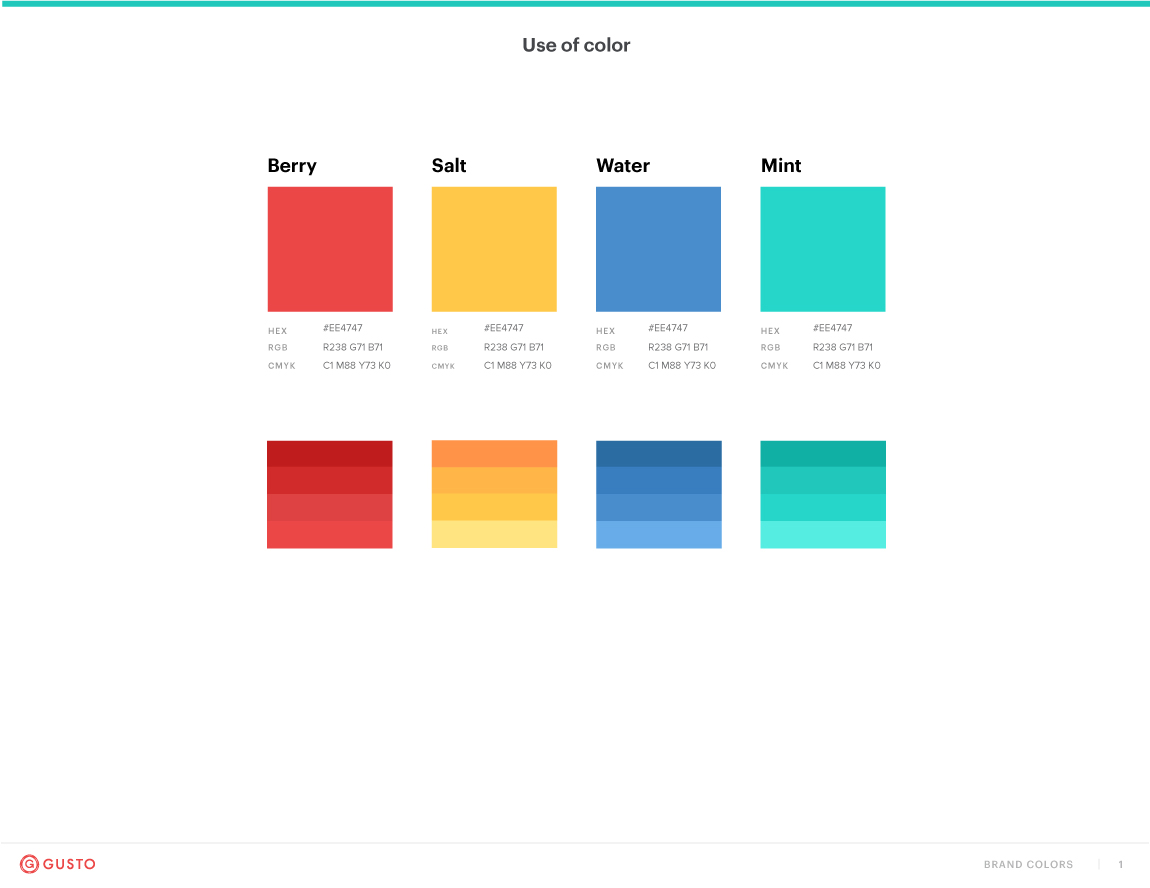 Use of color
Berry Salt Water Mint
HEX #EE4747 HEX #EE4747 HEX #EE4747 HEX #EE4747
RGB R238 G71 B71 RGB R238 G71 B71 RGB R238 G71 B71 RGB R238 G71 B71
CMYK C1 M88 Y73 K0 CMYK C1 M88 Y73 K0 CMYK C1 M88 Y73 K0 CMYK C1 M88 Y73 K0
G GUSTO BRAND COLORS 1